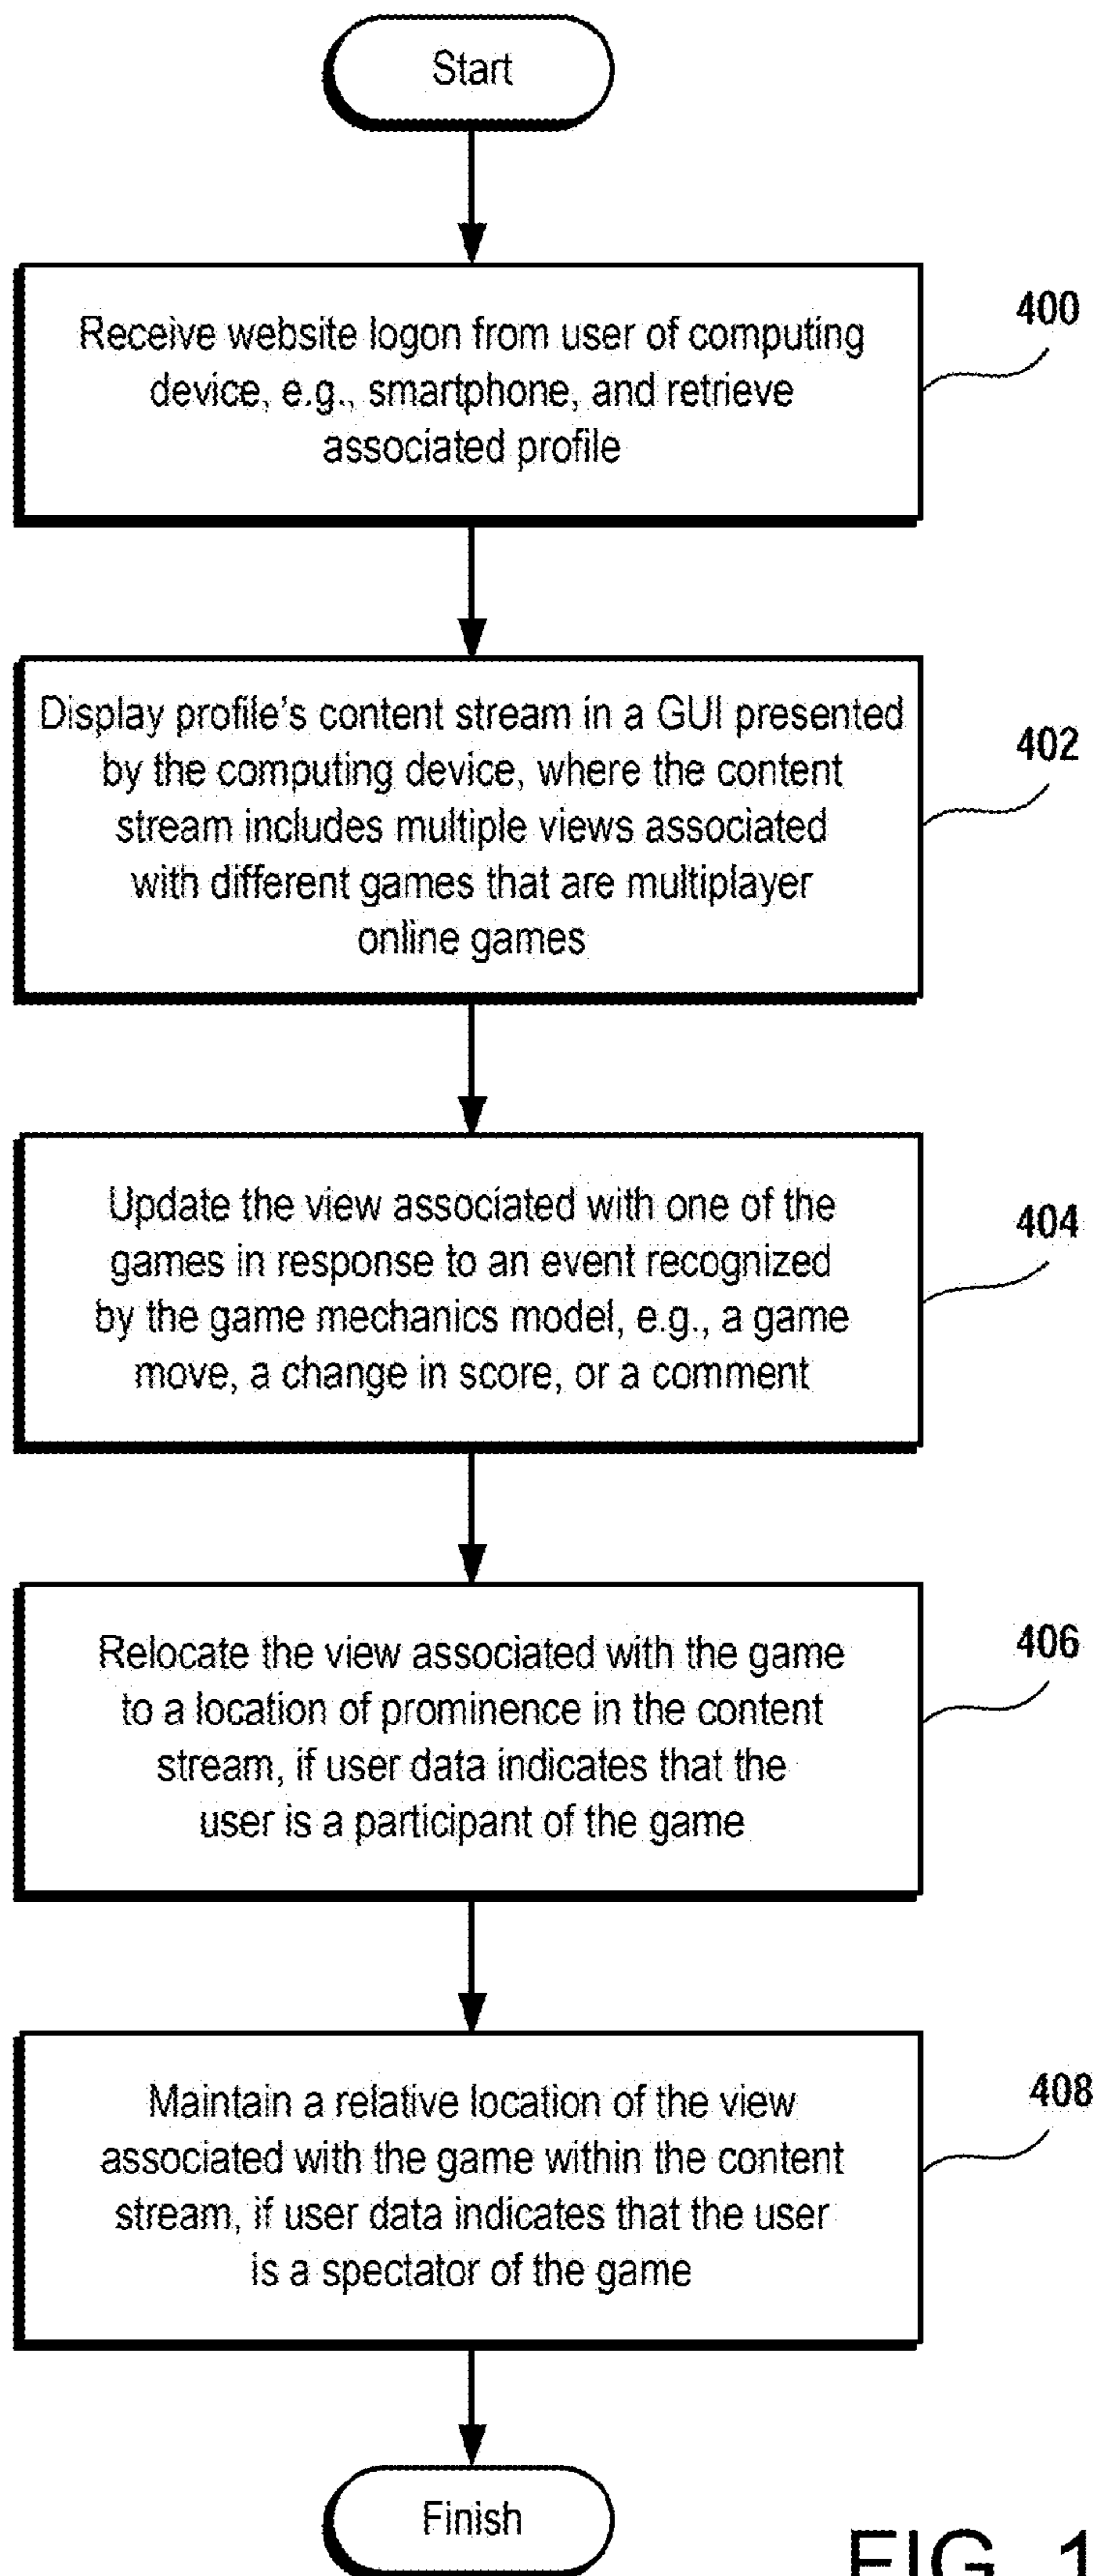 Start
400
Receive website logon from user of computing
device, e.g., smartphone, and retrieve
associated profile
402
Display profile's content stream in a GUI presented
by the computing device, where the content
stream includes multiple views associated
with different games that are multiplayer
online games
404
Update the view associated with one of the
games in response to an event recognized
by the game mechanics model, e.g., a game
move, a change in score, or a comment
406
Relocate the view associated with the game
to a location of prominence in the content
stream, if user data indicates that the
user is a participant of the game
408
Maintain a relative location of the view
associated with the game within the content
stream, if user data indicates that the user
is a spectator of the game
Finish
FIG. 1